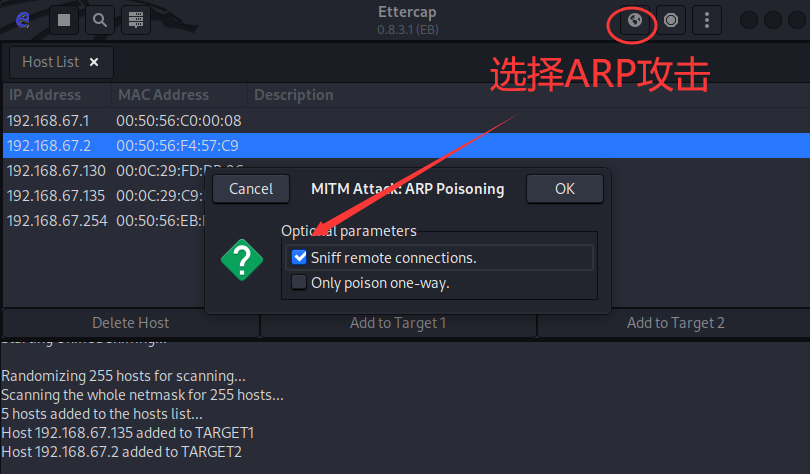 Ettercap
0.8.3.1 (EB)
选择ARP攻击
Host List ×
IP Address MAC Address Description
192.168.67.1 00:50:56:C0:00:08
192.168.67.2 00:50:56:F4:57:C9
192.168.67.130 00:0C:29:FD:
192.168.67.135 00:0C:29:C9:
192.168.67.254 00:50:56:EB:
Cancel MITM Attack: ARP Poisoning OK
Optional parameters
Sniff remote connections.
Only poison one-way.
Delete Host Add to Target 1 Add to Target 2
Randomizing 255 hosts for scanning...
Scanning the whole netmask for 255 hosts...
5 hosts added to the hosts list...
Host 192.168.67.135 added to TARGET1
Host 192.168.67.2 added to TARGET2